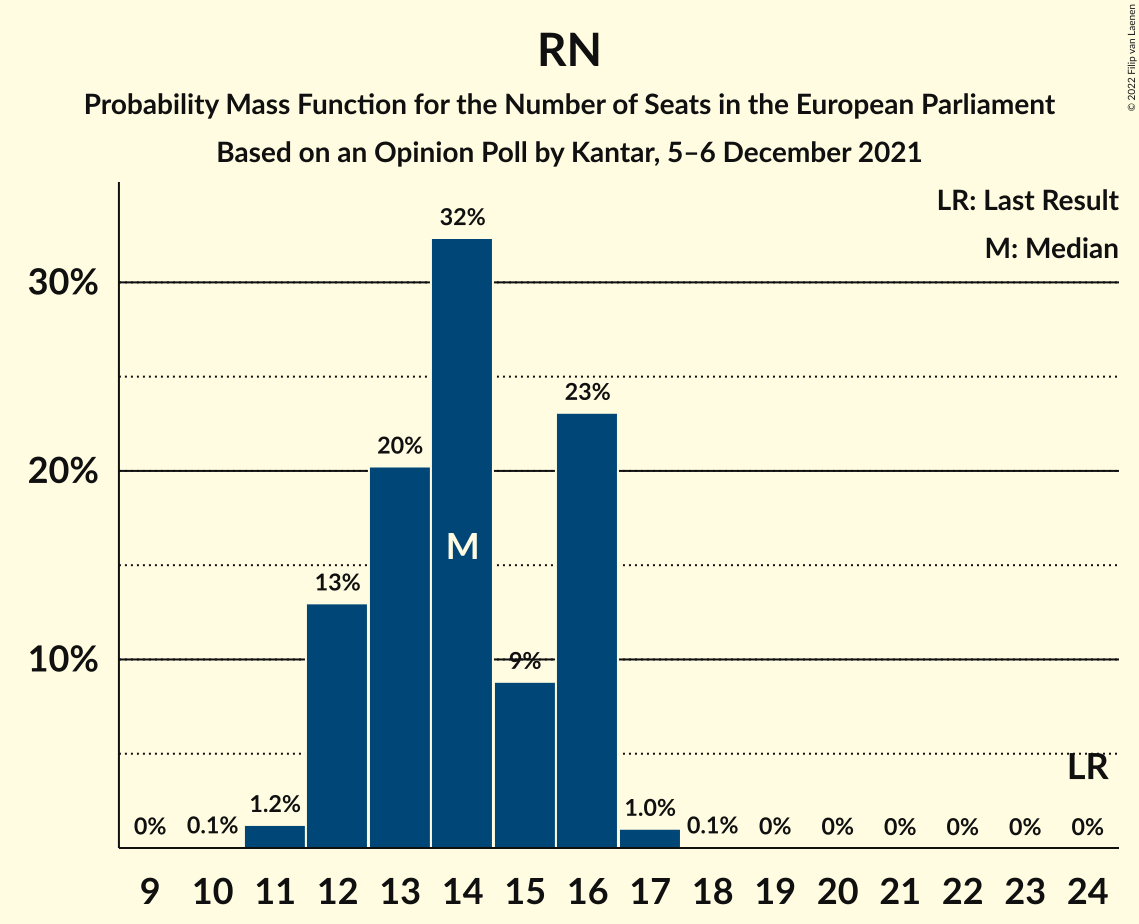 RN
Probability Mass Function for the Number of Seats in the European Parliament
Based on an Opinion Poll by Kantar, 5–6 December 2021
© 2022 Filip van Laenen
LR: Last Result
M: Median
30%
20%
10%
0%
0.1%
1.2%
13%
20%
32%
M
9%
23%
1.0%
0.1%
0%
0%
0%
0%
0%
0%
LR
9 10 11 12 13 14 15 16 17 18 19 20 21 22 23 24